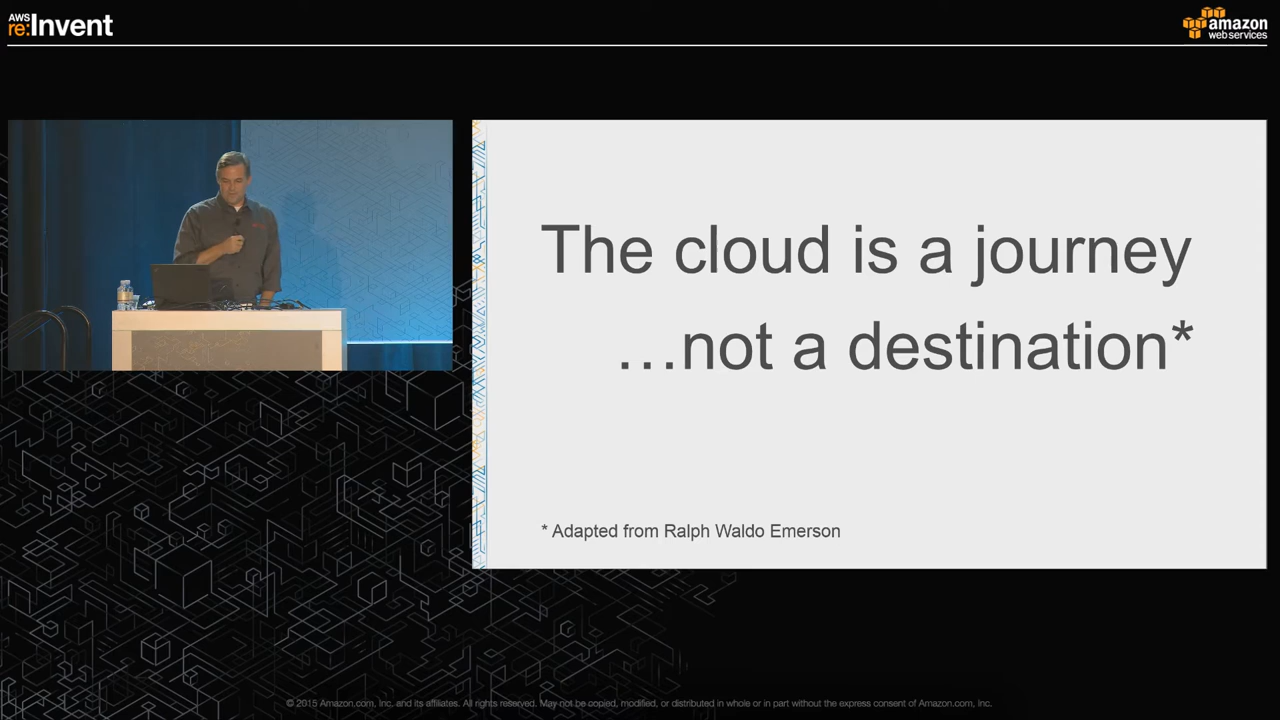 AWS
re:Invent
amazon
web services
The cloud is a journey
…not a destination*
* Adapted from Ralph Waldo Emerson
© 2015 Amazon.com, Inc. and its affiliates. All rights reserved. May not be copied, modified, or distributed in whole or in part without the express consent of Amazon.com, Inc.